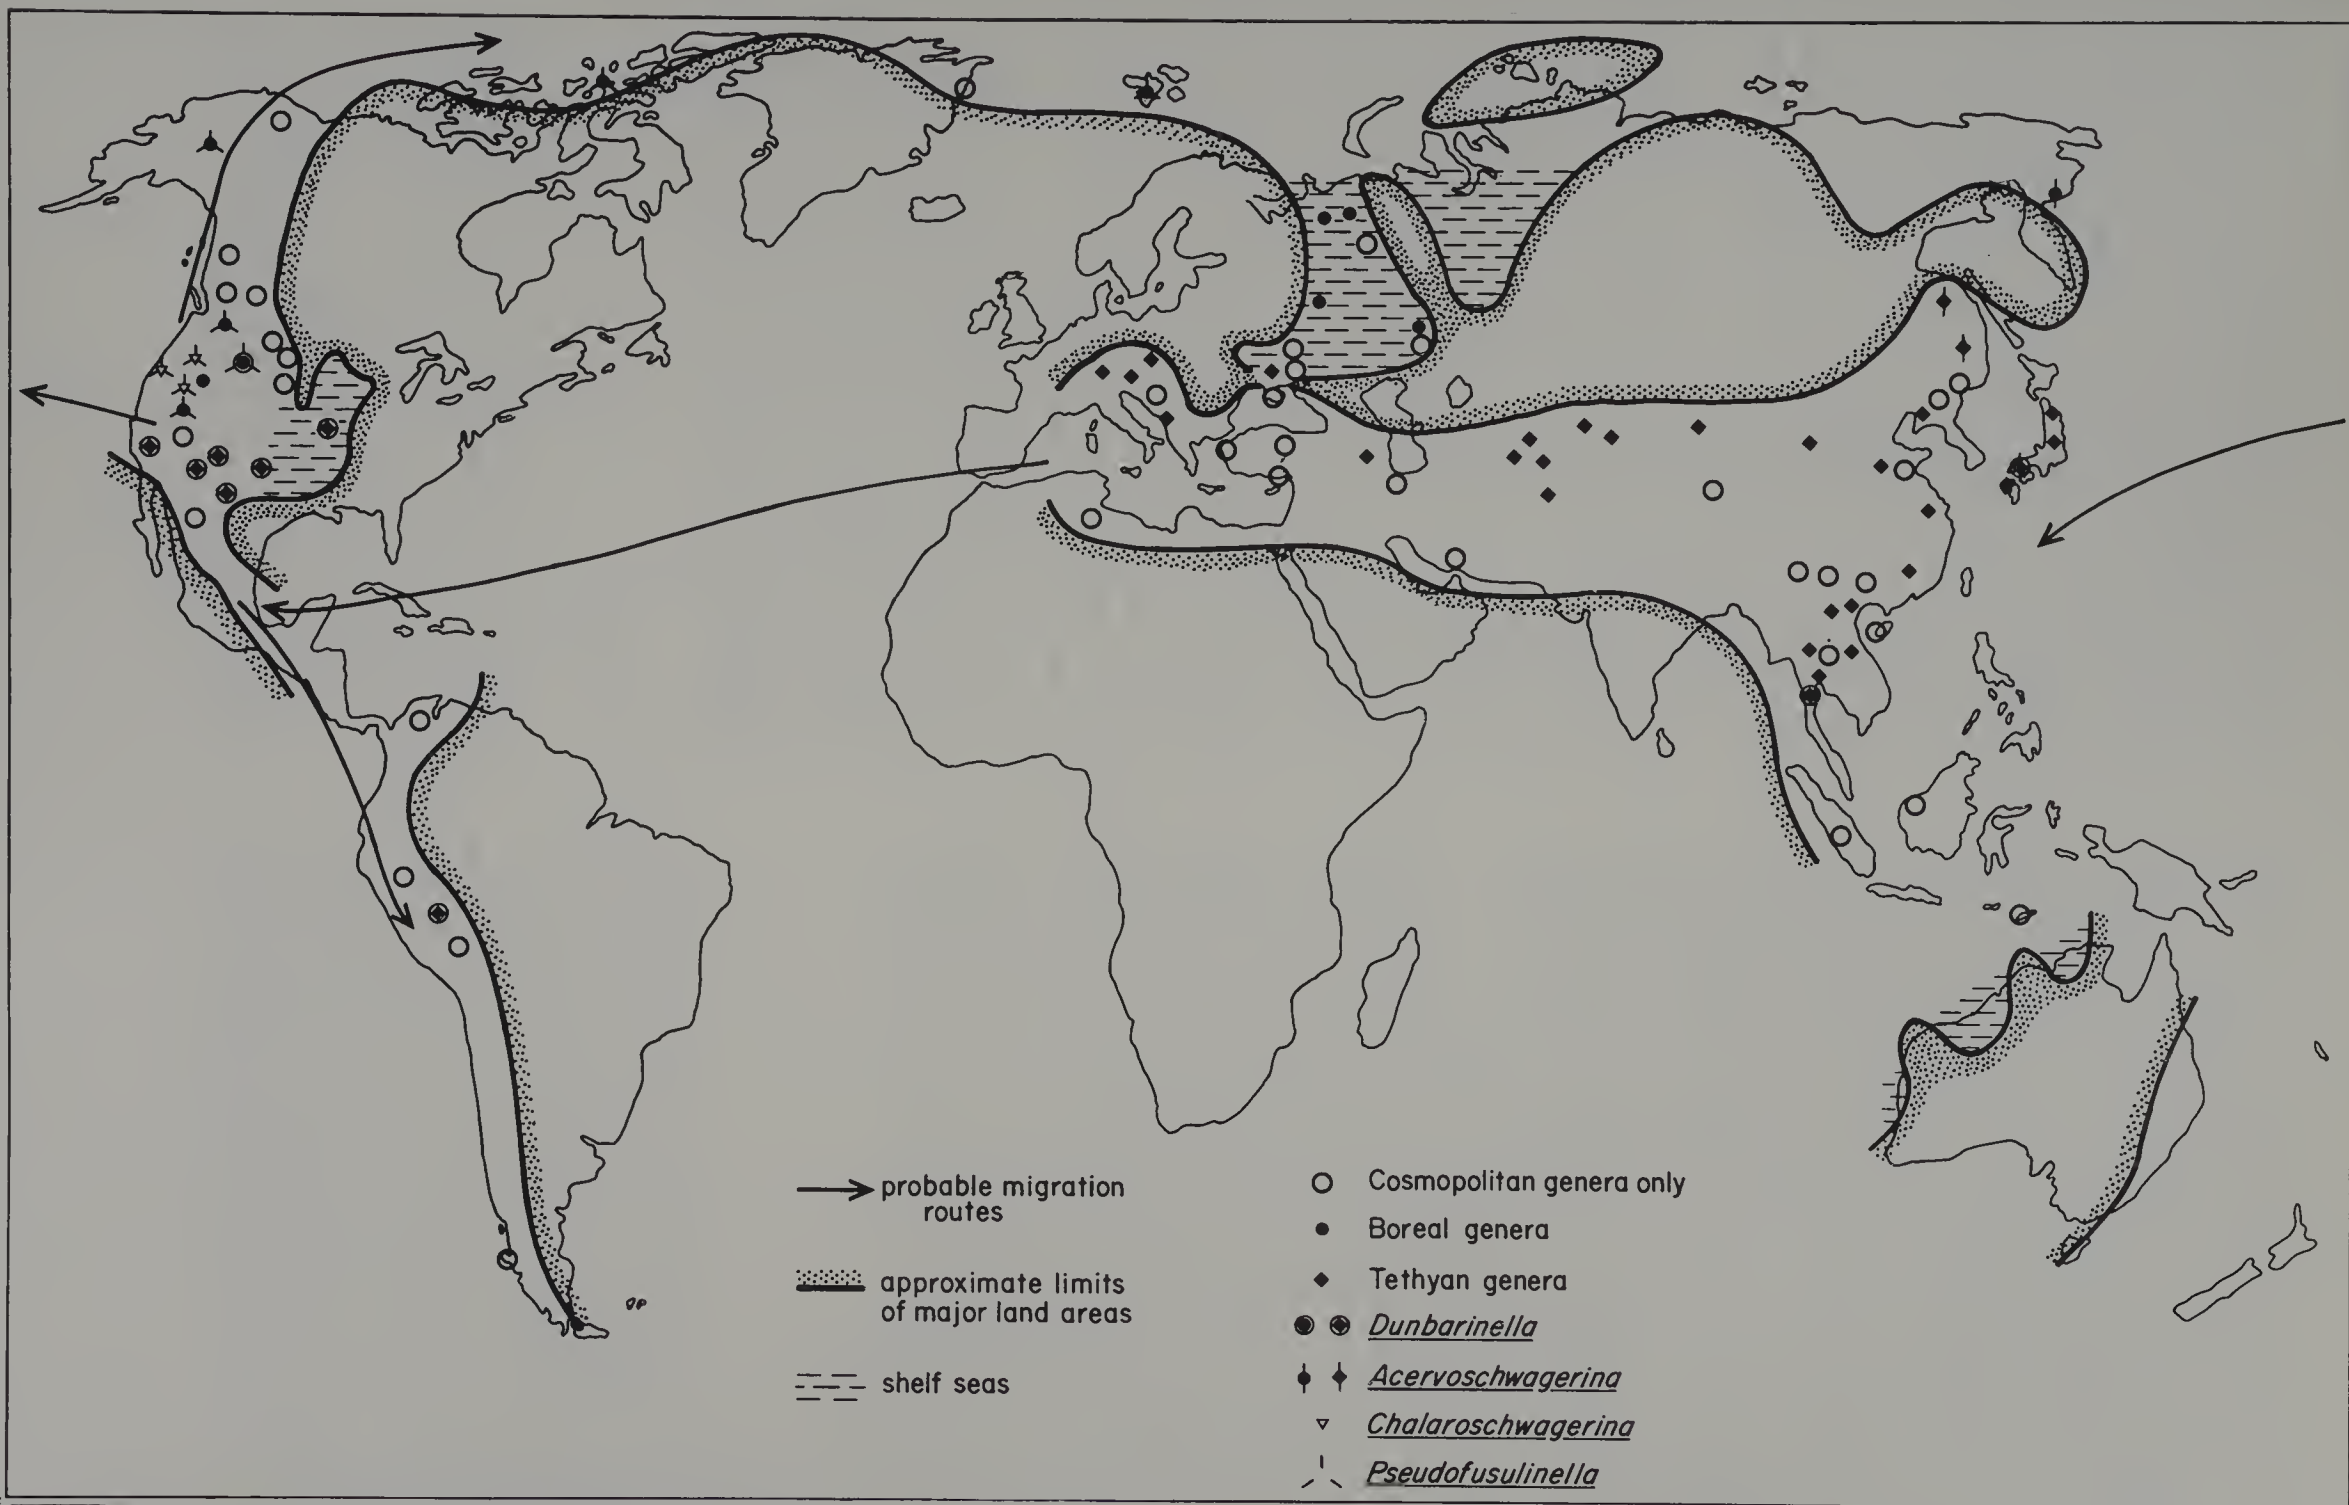 probable migration
routes
approximate limits
of major land areas
shelf seas
Cosmopolitan genera only
Boreal genera
Tethyan genera
Dunbarinella
Acervoschwagerina
Chalaroschwagerina
Pseudofusulinella